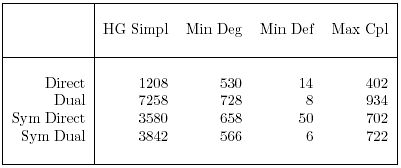 HG Simpl Min Deg Min Def Max Cpl
Direct 1208 530 14 402
Dual 7258 728 8 934
Sym Direct 3580 658 50 702
Sym Dual 3842 566 6 722